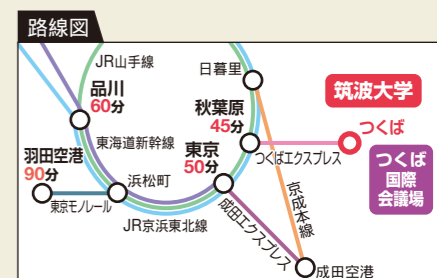 路線図
JR山手線
日暮里
品川
60分
秋葉原
45分
筑波大学
つくば
東海道新幹線
羽田空港
90分
東京
50分
つくばエクスプレス
つくば
国際
会議場
浜松町
東京モノレール
JR京浜東北線
成田エクスプレス
京成本線
成田空港